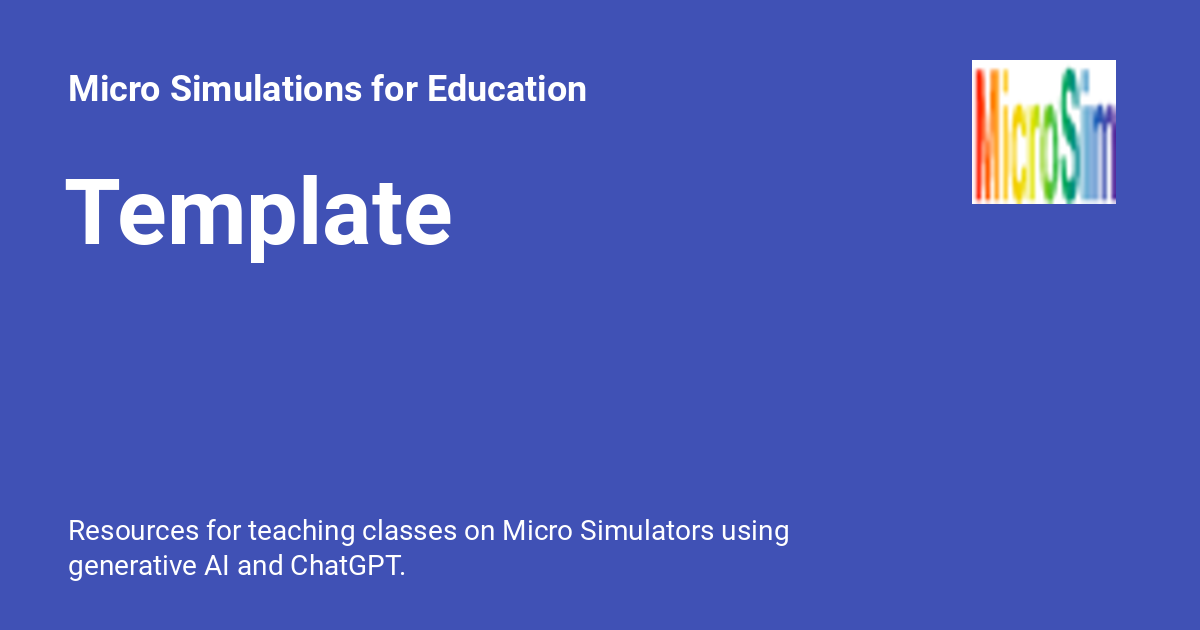 Micro Simulations for Education
MicroSim
Template
Resources for teaching classes on Micro Simulators using
generative AI and ChatGPT.